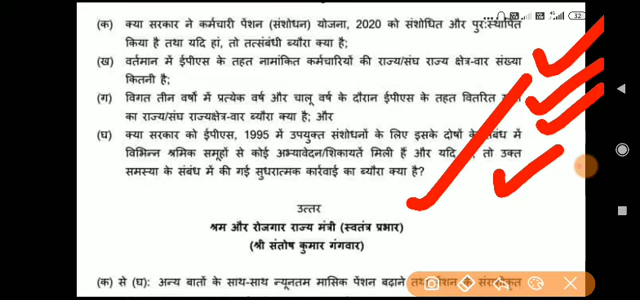 (क) क्या सरकार ने कर्मचारी पेंशन (संशोधन) योजना, 2020 को संशोधित और पुर:स्थापित
किया है तथा यदि हां, तो तत्संबंधी ब्यौरा क्या है;
(ख) वर्तमान में ईपीएस के तहत नामांकित कर्मचारियों की राज्य/संघ राज्य क्षेत्र-वार संख्या
कितनी है;
(ग) विगत तीन वर्षों में प्रत्येक वर्ष और चालू वर्ष के दौरान ईपीएस के तहत वितरित
का राज्य/संघ राज्यक्षेत्र-वार ब्यौरा क्या है; और
(घ) क्या सरकार को ईपीएस, 1995 में उपयुक्त संशोधनों के लिए इसके दोषों के संबंध में
विभिन्न श्रमिक समूहों से कोई अभ्यावेदन/शिकायतें मिली हैं और यदि तो उक्त
समस्या के संबंध में की गई सुधरात्मक कार्रवाई का ब्यौरा क्या है?
उत्तर
श्रम और रोजगार राज्य मंत्री (स्वतंत्र प्रभार)
(श्री संतोष कुमार गंगवार)
(क) से (घ): अन्य बातों के साथ-साथ न्यूनतम मासिक पेंशन बढ़ाने
32